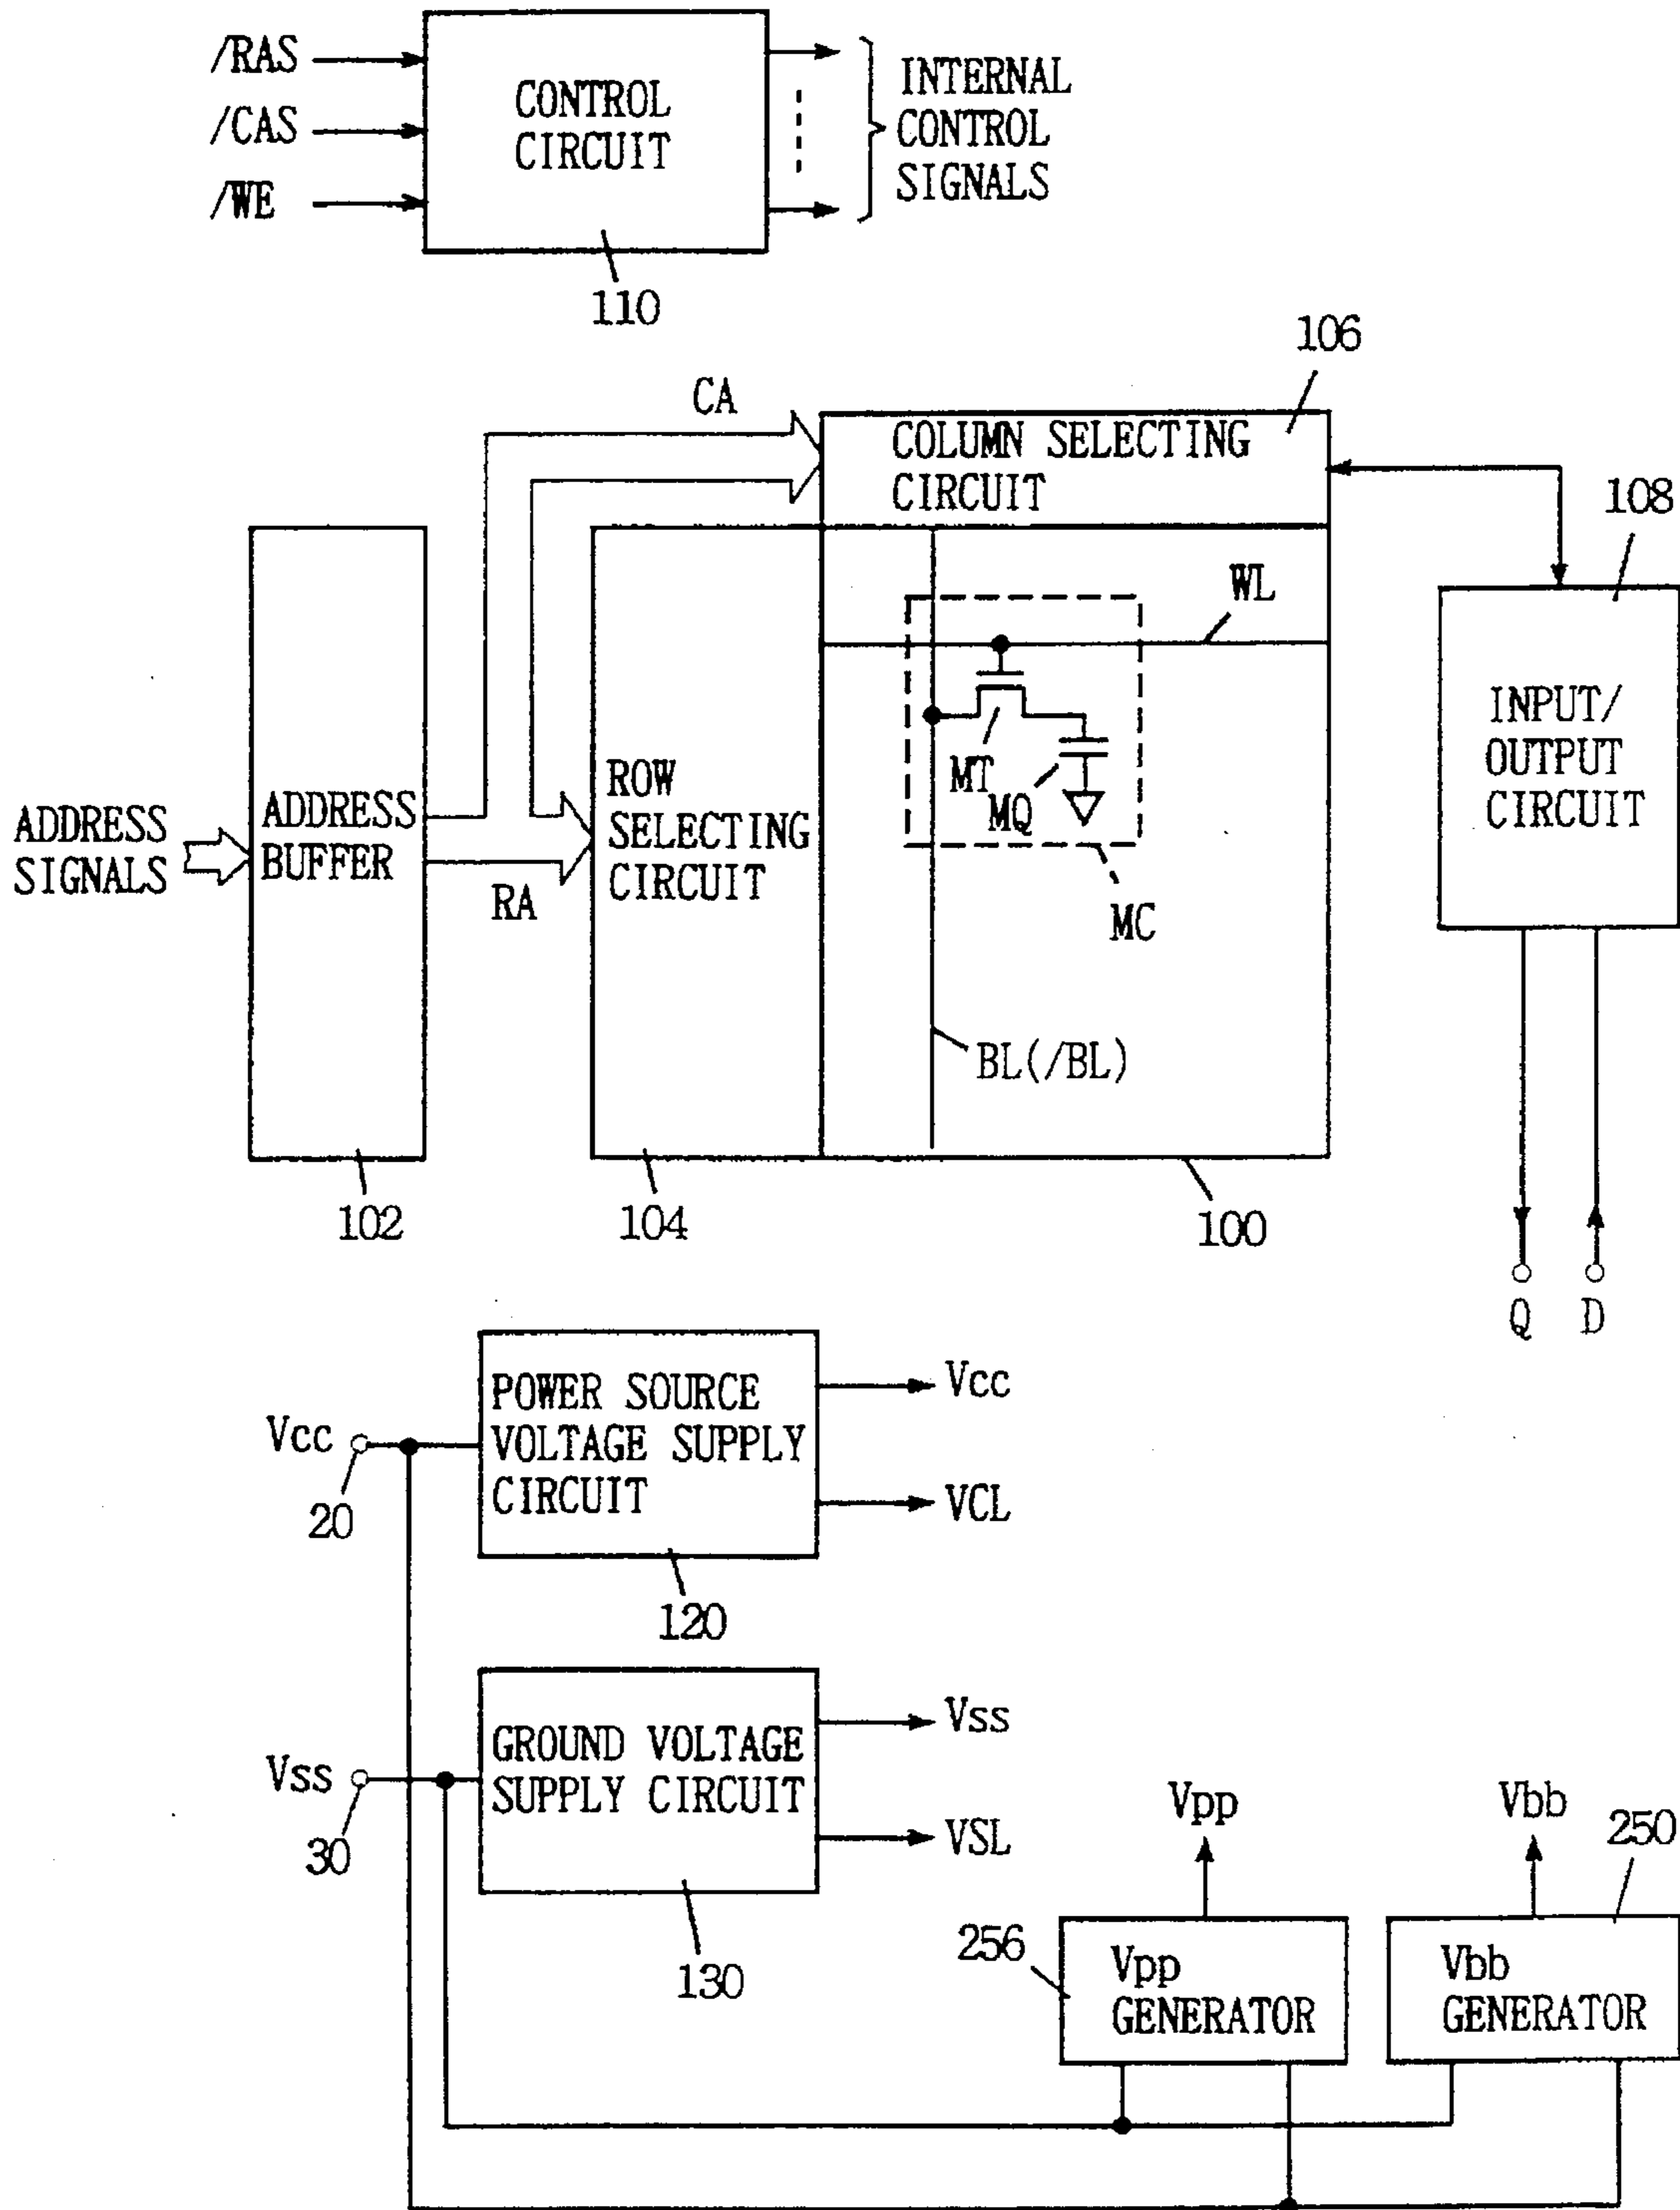 /RAS
/CAS
/WE
CONTROL
CIRCUIT
INTERNAL
CONTROL
SIGNALS
110
106
CA
COLUMN SELECTING
CIRCUIT
108
WL
INPUT/
OUTPUT
CIRCUIT
MT
MQ
ROW
SELECTING
CIRCUIT
ADDRESS
BUFFER
ADDRESS
SIGNALS
RA
MC
BL(/BL)
102
104
100
Q
D
POWER SOURCE
VOLTAGE SUPPLY
CIRCUIT
Vcc
Vcc
VCL
20
120
GROUND VOLTAGE
SUPPLY CIRCUIT
Vss
Vss
VSL
30
130
Vpp
Vbb
250
256
Vpp
GENERATOR
Vbb
GENERATOR